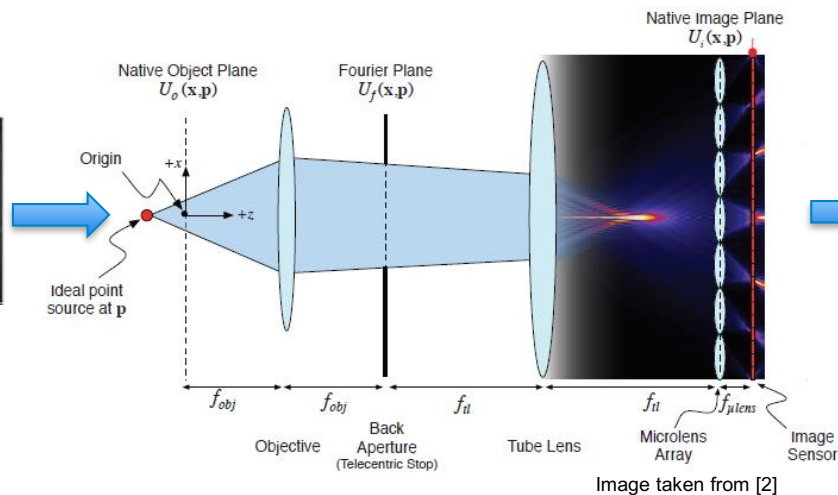 Native Image Plane
U_i(x,p)
Native Object Plane
U_o(x,p)
Fourier Plane
U_f(x,p)
Origin
+x
+z
Ideal point
source at p
f_obj
f_obj
f_tl
f_tl
f_μlens
Objective
Back
Aperture
(Telecentric Stop)
Tube Lens
Microlens
Array
Image
Sensor
Image taken from [2]